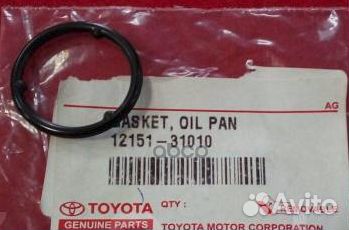 AG
GASKET, OIL PAN
12151-31010
TOYOTA
GENUINE PARTS
QTY :
TOYOTA MOTOR CORPORATION
Avito